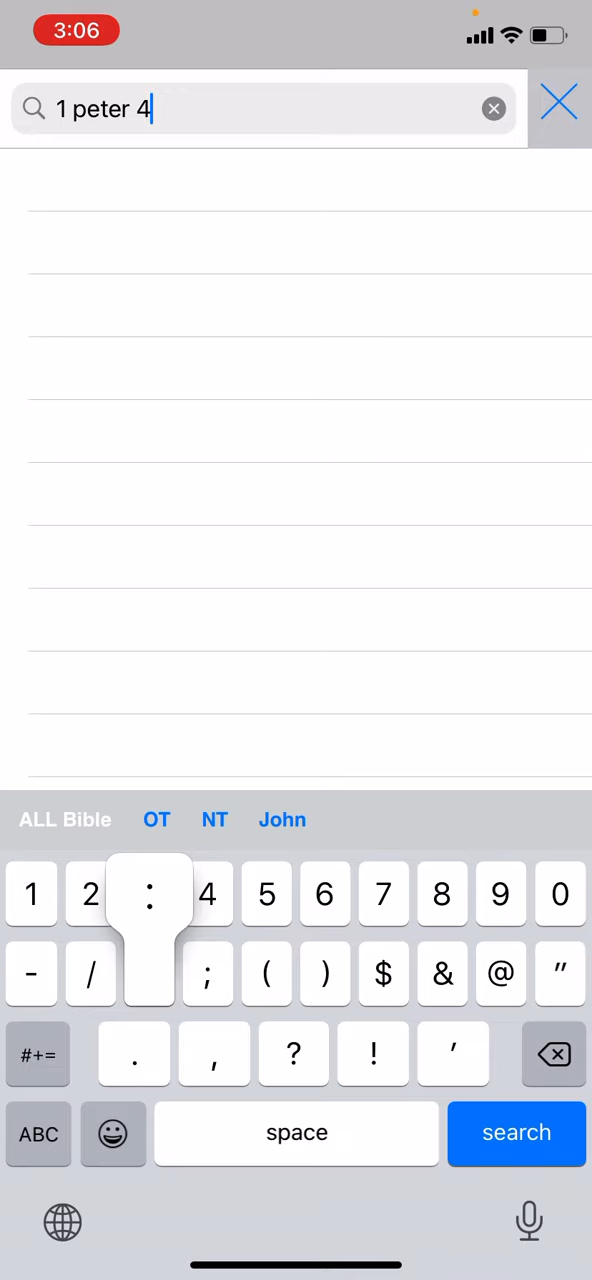 3:06
1 peter 4
ALL Bible OT NT John
1 2 : 4 5 6 7 8 9 0
- / ; ( ) $ & @ "
#+= . , ? ! '
ABC space search